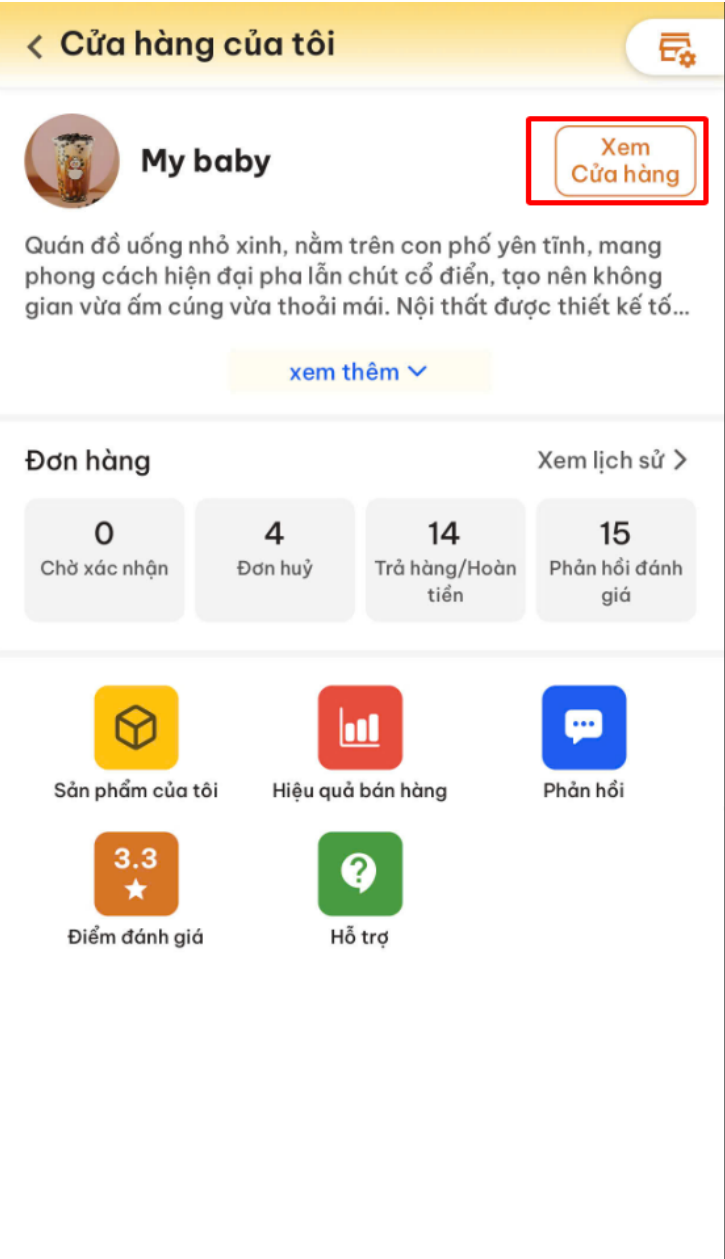 Cửa hàng của tôi
My baby
Xem
Cửa hàng
Quán đồ uống nhỏ xinh, nằm trên con phố yên tĩnh, mang
phong cách hiện đại pha lẫn chút cổ điển, tạo nên không
gian vừa ấm cúng vừa thoải mái. Nội thất được thiết kế tố...
xem thêm
Đơn hàng
Xem lịch sử
0
Chờ xác nhận
4
Đơn huỷ
14
Trả hàng/Hoàn
tiền
15
Phản hồi đánh
giá
Sản phẩm của tôi
Hiệu quả bán hàng
Phản hồi
3.3
Điểm đánh giá
Hỗ trợ